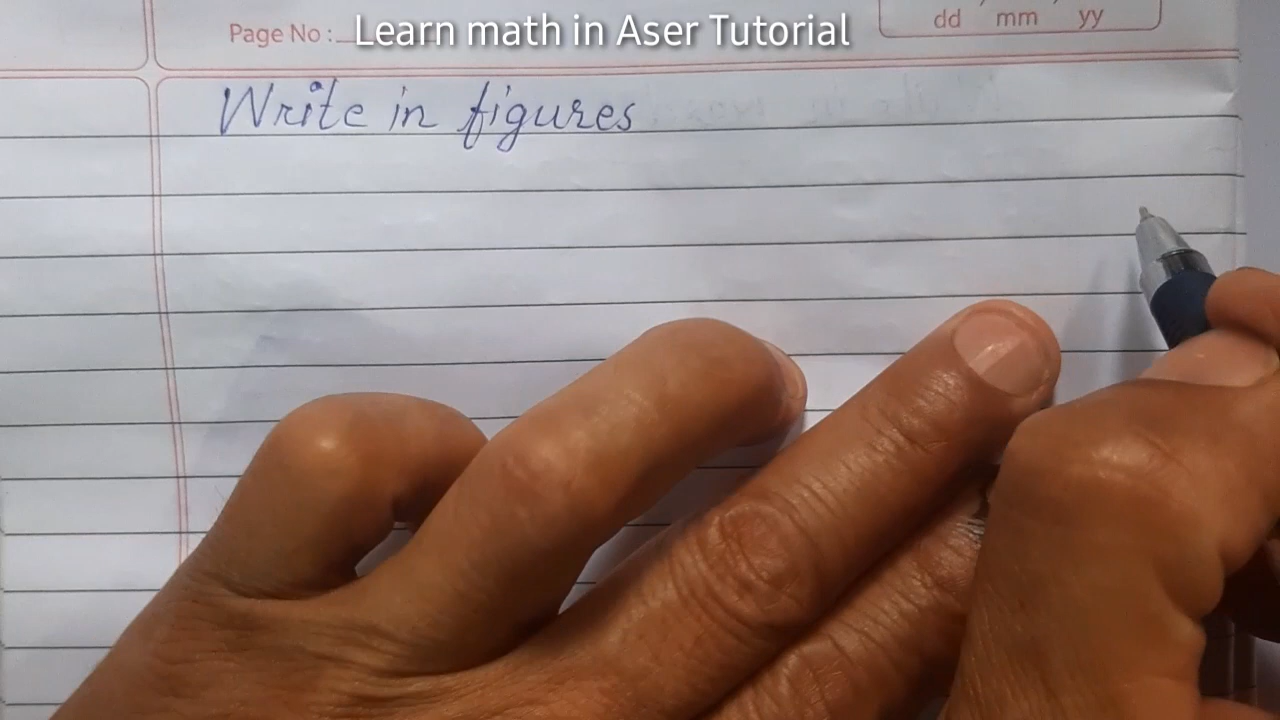 Learn math in Aser Tutorial
Page No :
dd mm yy
Write in figures